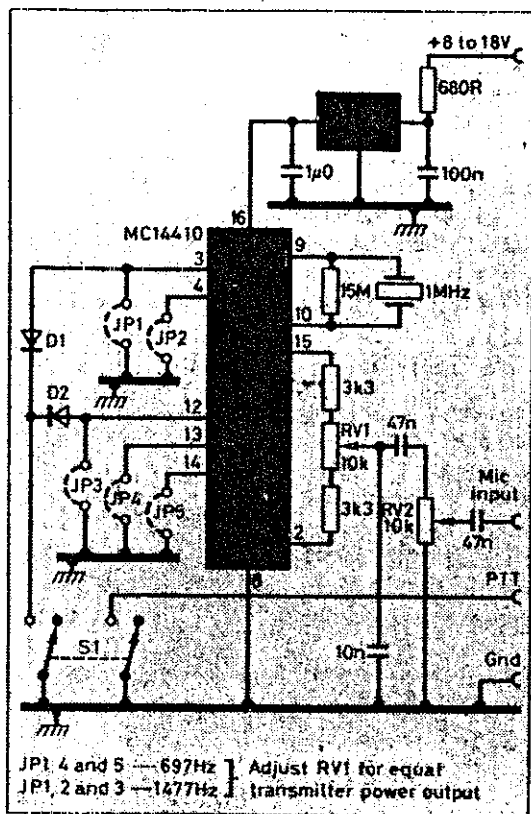 +8 to 18V
680R
1µ0
100n
16
MC14410
3
9
4
JP1
JP2
15M
1MHz
D1
10
15
D2
3k3
12
47n
RV1
13
10k
Mic
input
14
JP3
JP4
JP5
3k3
RV2
10k
47n
2
8
PTT
S1
10n
Gnd
JP1, 4 and 5 — 697Hz } Adjust RV1 for equal
JP1, 2 and 3 — 1477Hz } transmitter power output